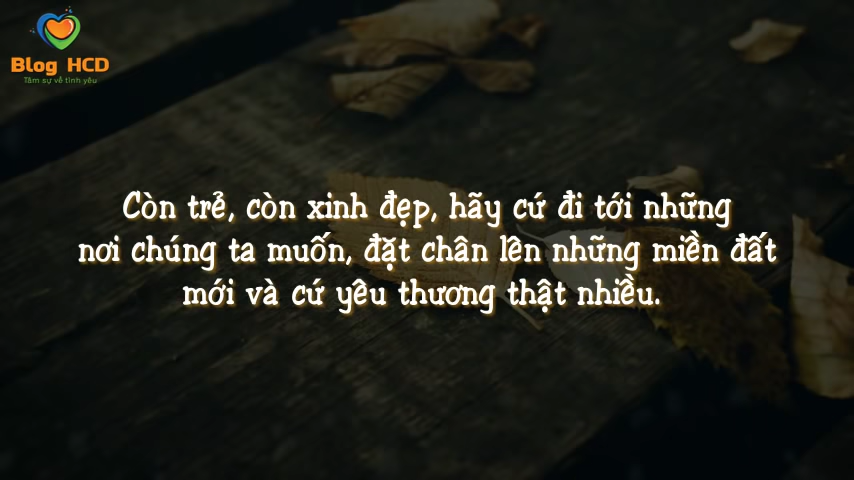 Blog HCD
Tâm sự về tình yêu
Còn trẻ, còn xinh đẹp, hãy cứ đi tới những
nơi chúng ta muốn, đặt chân lên những miền đất
mới và cứ yêu thương thật nhiều.